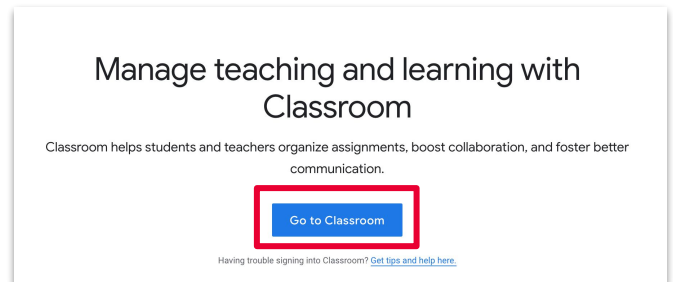 Manage teaching and learning with
Classroom
Classroom helps students and teachers organize assignments, boost collaboration, and foster better
communication.
Go to Classroom
Having trouble signing into Classroom? Get tips and help here.